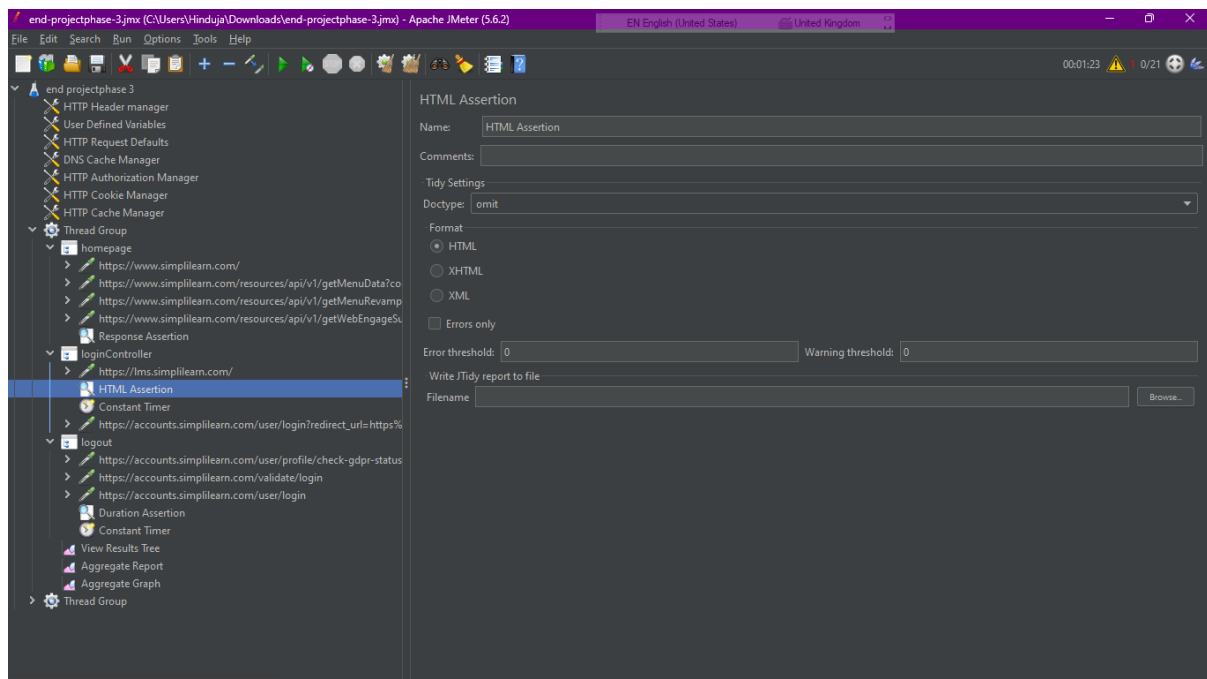 end-projectphase-3.jmx (C:\Users\Hinduja\Downloads\end-projectphase-3.jmx) - Apache JMeter (5.6.2)
EN English (United States)
United Kingdom
File Edit Search Run Options Tools Help
00:01:23 1 0/21
end projectphase 3
HTTP Header manager
User Defined Variables
HTTP Request Defaults
DNS Cache Manager
HTTP Authorization Manager
HTTP Cookie Manager
HTTP Cache Manager
Thread Group
homepage
https://www.simplilearn.com/
https://www.simplilearn.com/resources/api/v1/getMenuData?co
https://www.simplilearn.com/resources/api/v1/getMenuRevamp
https://www.simplilearn.com/resources/api/v1/getWebEngageSu
Response Assertion
loginController
https://lms.simplilearn.com/
HTML Assertion
Constant Timer
https://accounts.simplilearn.com/user/login?redirect_url=https%
logout
https://accounts.simplilearn.com/user/profile/check-gdpr-status
https://accounts.simplilearn.com/validate/login
https://accounts.simplilearn.com/user/login
Duration Assertion
Constant Timer
View Results Tree
Aggregate Report
Aggregate Graph
Thread Group
HTML Assertion
Name: HTML Assertion
Comments:
Tidy Settings
Doctype: omit
Format
HTML
XHTML
XML
Errors only
Error threshold: 0 Warning threshold: 0
Write JTidy report to file
Filename Browse...